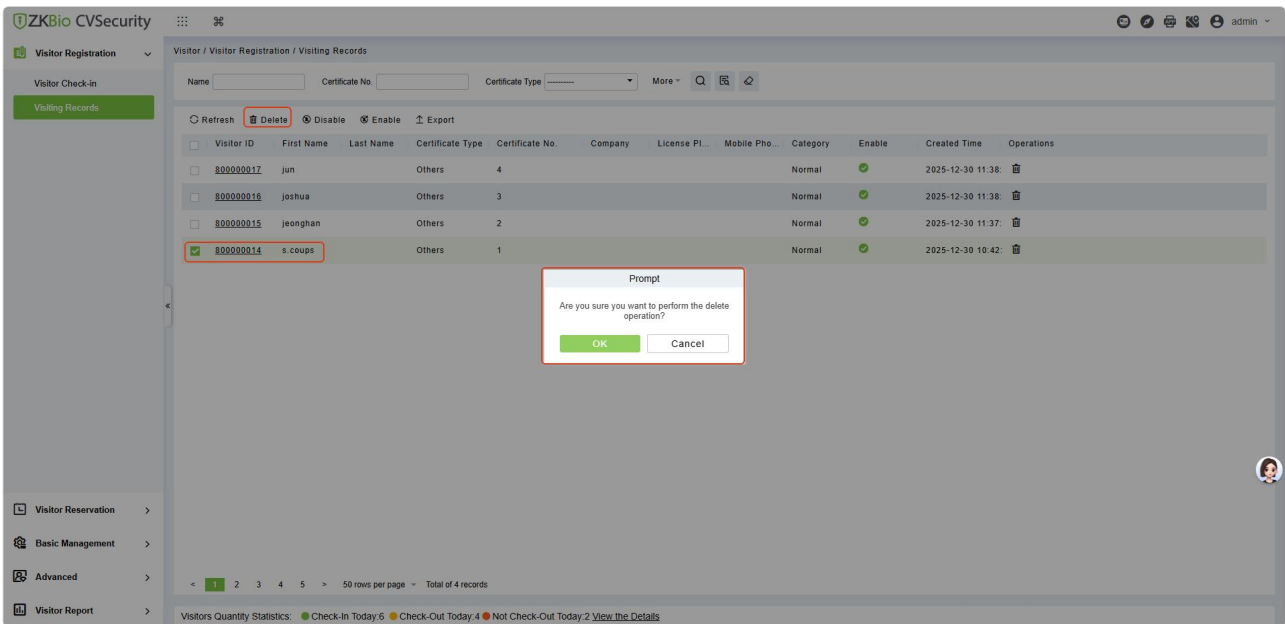 ZKBio CVSecurity
admin
Visitor Registration
Visitor / Visitor Registration / Visiting Records
Visitor Check-in
Visiting Records
Name Certificate No. Certificate Type ---------- More
Refresh Delete Disable Enable Export
Visitor ID First Name Last Name Certificate Type Certificate No. Company License Pl... Mobile Pho... Category Enable Created Time Operations
800000017 jun Others 4 Normal 2025-12-30 11:38:
800000016 joshua Others 3 Normal 2025-12-30 11:38:
800000015 jeonghan Others 2 Normal 2025-12-30 11:37:
800000014 s.coups Others 1 Normal 2025-12-30 10:42:
Prompt
Are you sure you want to perform the delete
operation?
OK Cancel
Visitor Reservation
Basic Management
Advanced
Visitor Report
< 1 2 3 4 5 > 50 rows per page Total of 4 records
Visitors Quantity Statistics: Check-In Today:6 Check-Out Today:4 Not Check-Out Today:2 View the Details